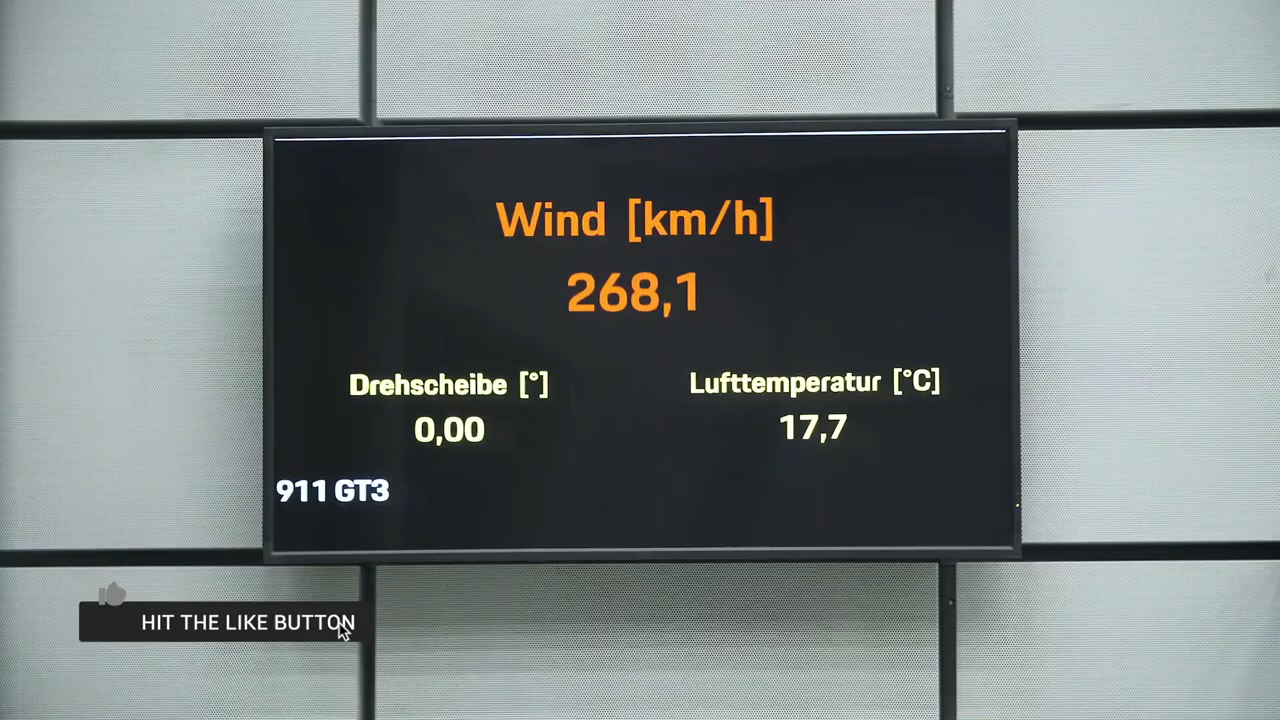 Wind [km/h]
268,1
Drehscheibe [°]
0,00
Lufttemperatur [°C]
17,7
911 GT3
HIT THE LIKE BUTTON